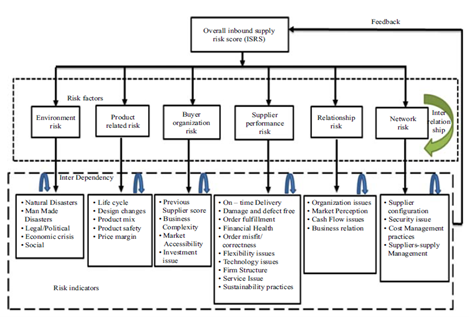 Feedback
Overall inbound supply
risk score (ISRS)
Risk factors
Environment
risk
Product
related risk
Buyer
organization
risk
Supplier
performance
risk
Relationship
risk
Network
risk
Inter
relation
ship
Inter Dependency
• Natural Disasters
• Man Made
Disasters
• Legal/Political
• Economic crisis
• Social
• Life cycle
• Design changes
• Product mix
• Product safety
• Price margin
• Previous
Supplier score
• Business
Complexity
• Market
Accessibility
• Investment
issue
• On – time Delivery
• Damage and defect free
• Order fulfillment
• Financial Health
• Order misfit/
correctness
• Flexibility issues
• Technology issues
• Firm Structure
• Service Issue
• Sustainability practices
• Organization issues
• Market Perception
• Cash Flow issues
• Business relation
• Supplier
configuration
• Security issue
• Cost Management
practices
• Suppliers-supply
Management
Risk indicators